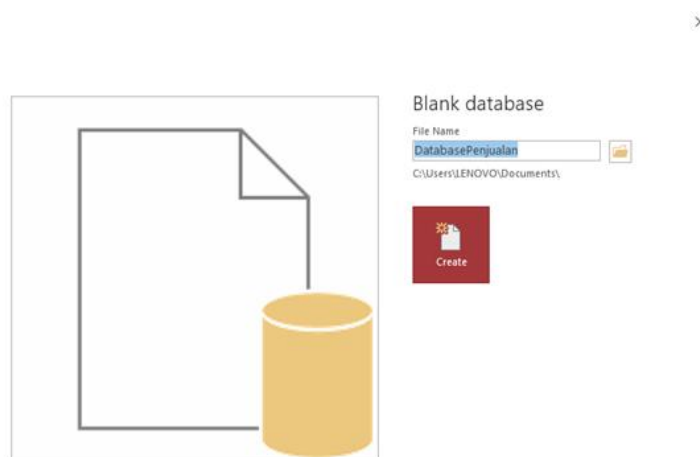 Blank database
File Name
DatabasePenjualan
C:\Users\LENOVO\Documents\
Create